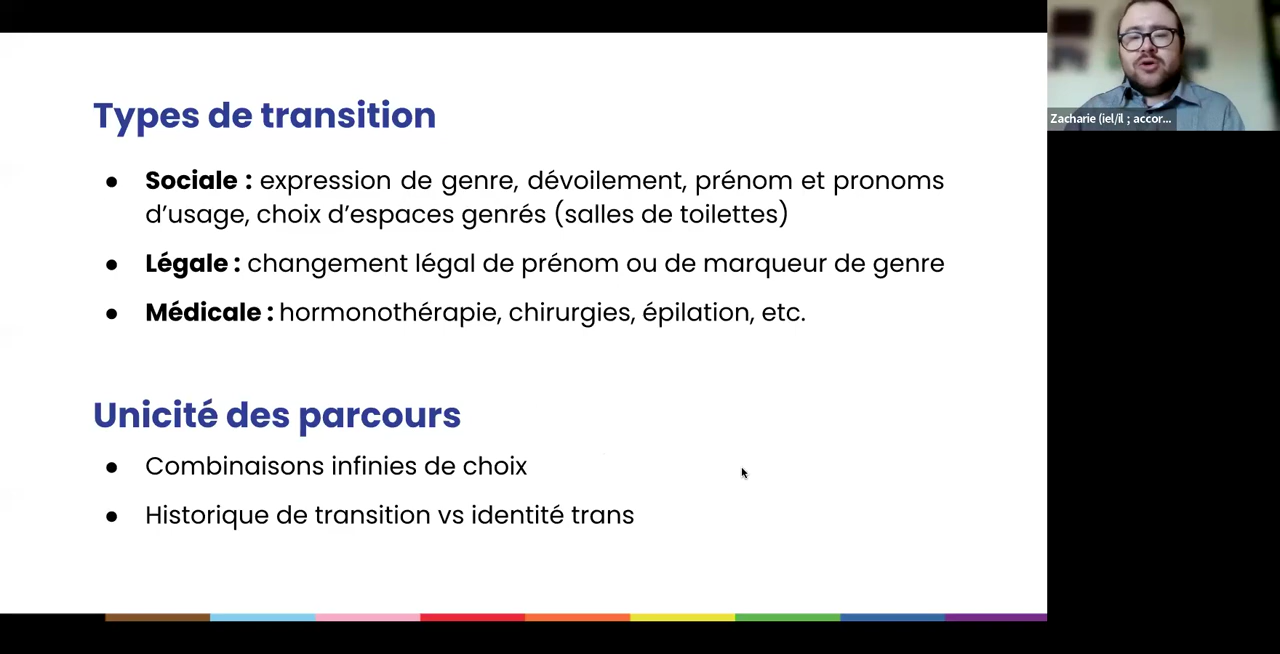 Types de transition
● Sociale : expression de genre, dévoilement, prénom et pronoms
d’usage, choix d’espaces genrés (salles de toilettes)
● Légale : changement légal de prénom ou de marqueur de genre
● Médicale : hormonothérapie, chirurgies, épilation, etc.
Unicité des parcours
● Combinaisons infinies de choix
● Historique de transition vs identité trans
Zacharie (iel/il ; accor...